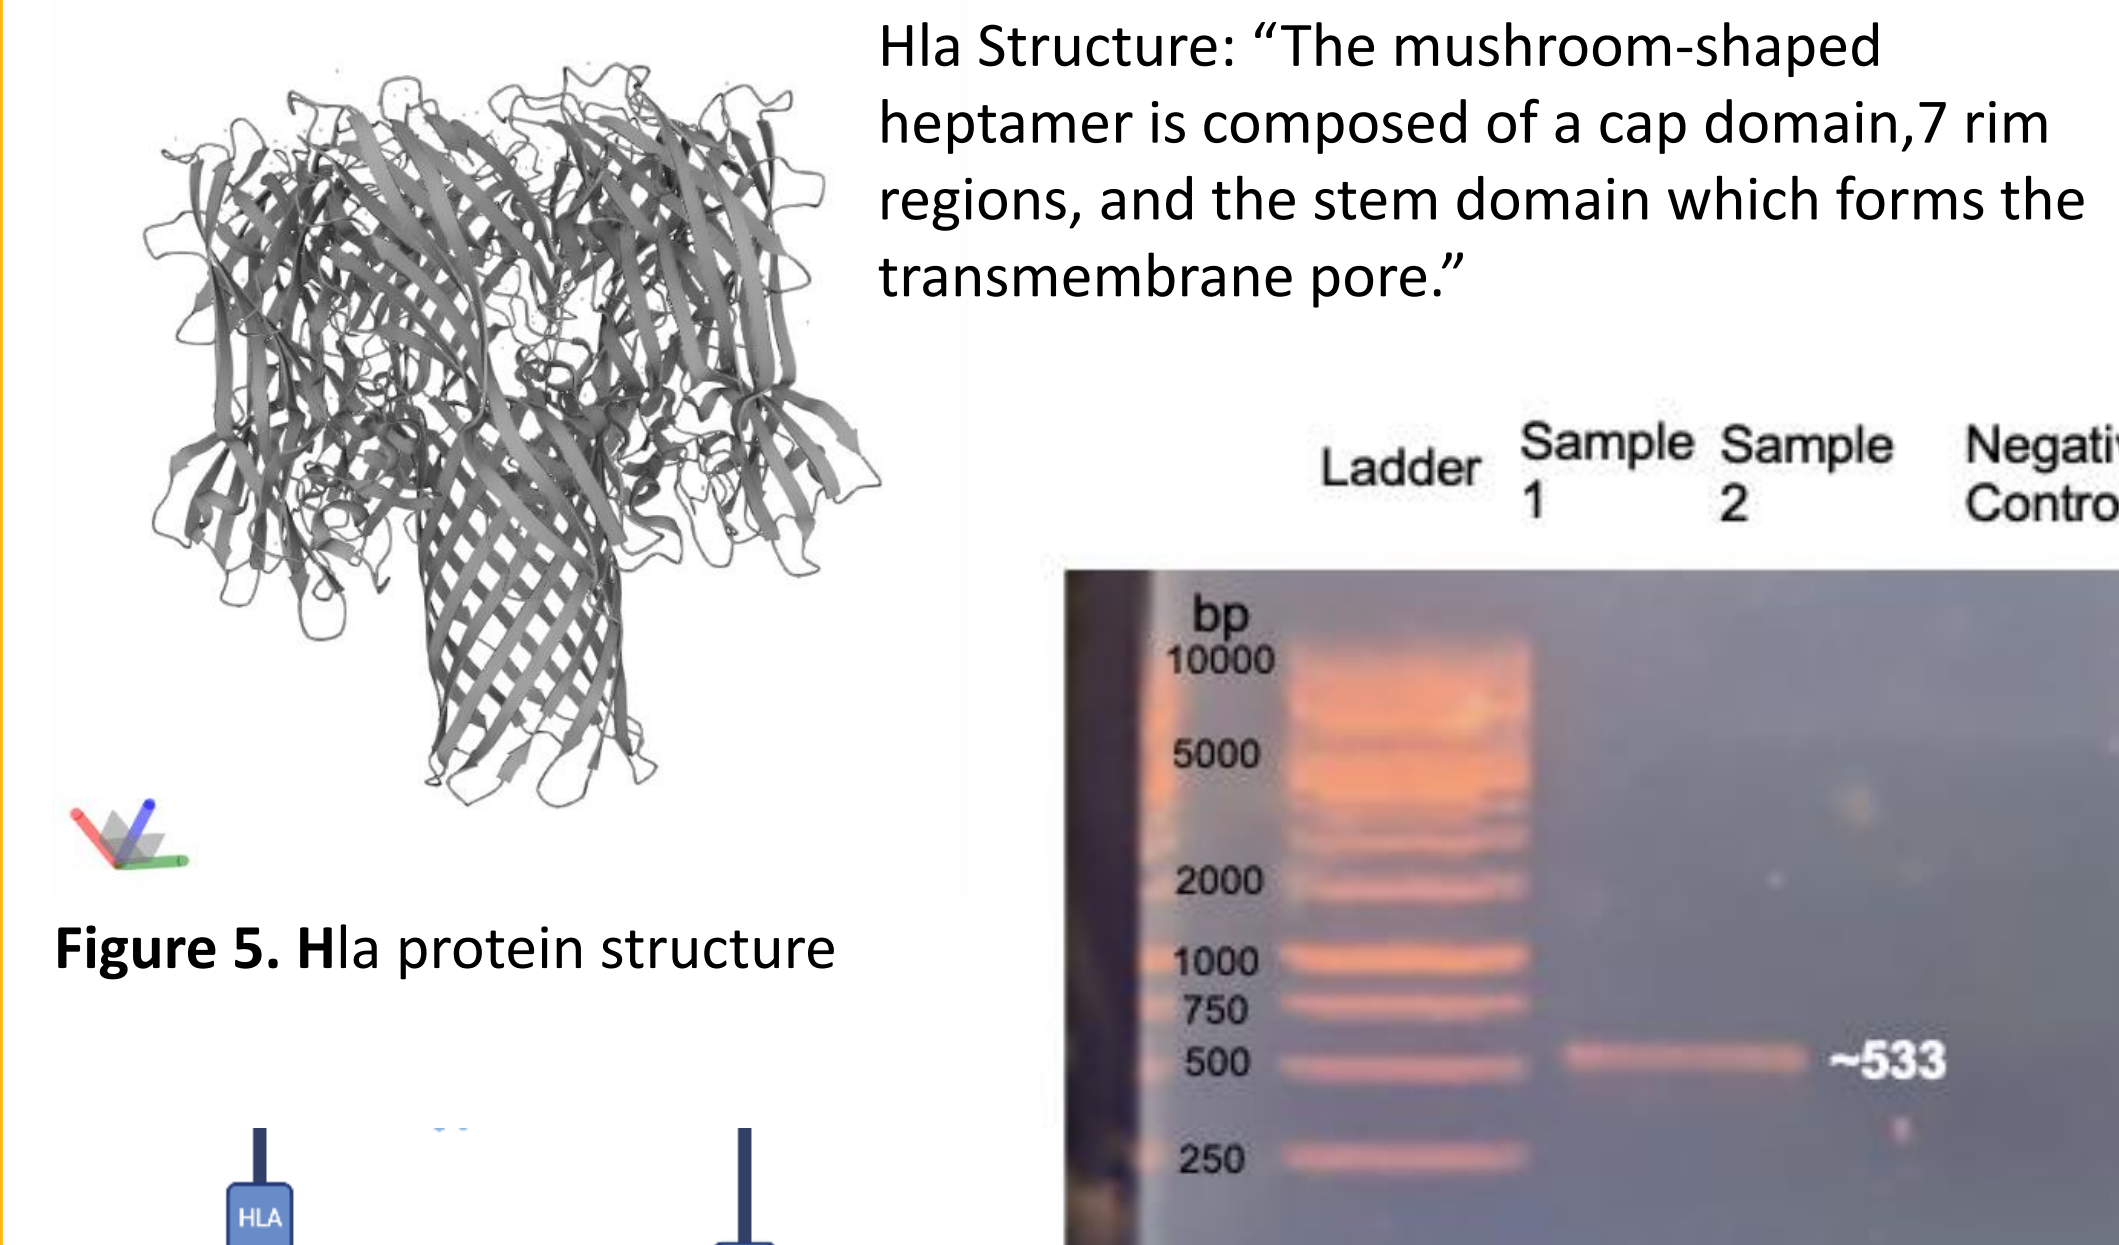 Hla Structure: “The mushroom-shaped
heptamer is composed of a cap domain,7 rim
regions, and the stem domain which forms the
transmembrane pore.”
Ladder
Sample
1
Sample
2
Negativ
Contro
bp
10000
5000
2000
1000
750
500
250
~533
Figure 5. Hla protein structure
HLA